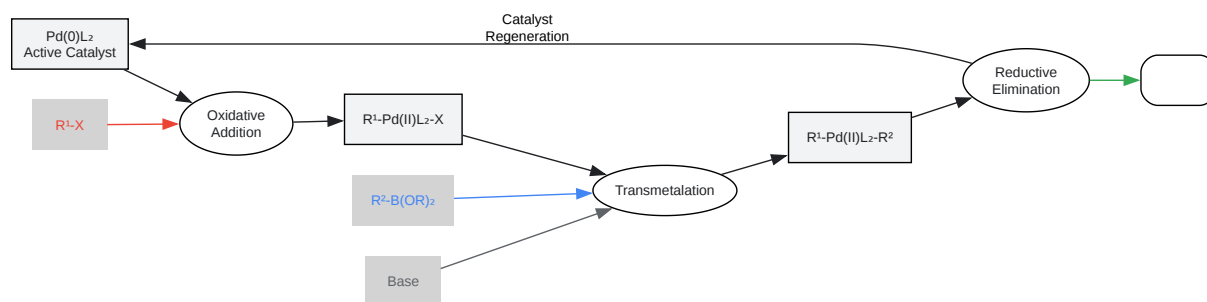 Catalyst
Regeneration
Pd(0)L₂
Active Catalyst
Reductive
Elimination
R¹-X
Oxidative
Addition
R¹-Pd(II)L₂-X
R¹-Pd(II)L₂-R²
R²-B(OR)₂
Transmetalation
Base